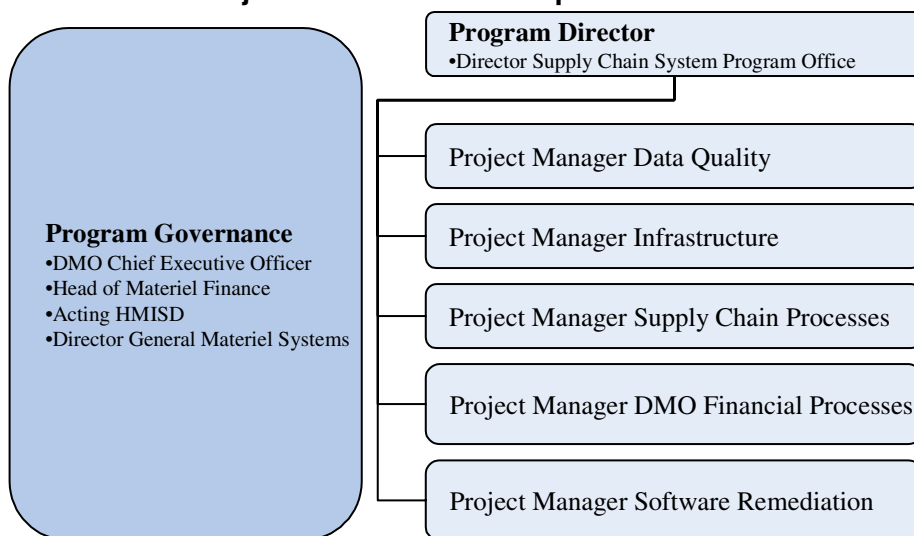 Program Director
•Director Supply Chain System Program Office
Project Manager Data Quality
Project Manager Infrastructure
Program Governance
•DMO Chief Executive Officer
•Head of Materiel Finance
•Acting HMISD
•Director General Materiel Systems
Project Manager Supply Chain Processes
Project Manager DMO Financial Processes
Project Manager Software Remediation